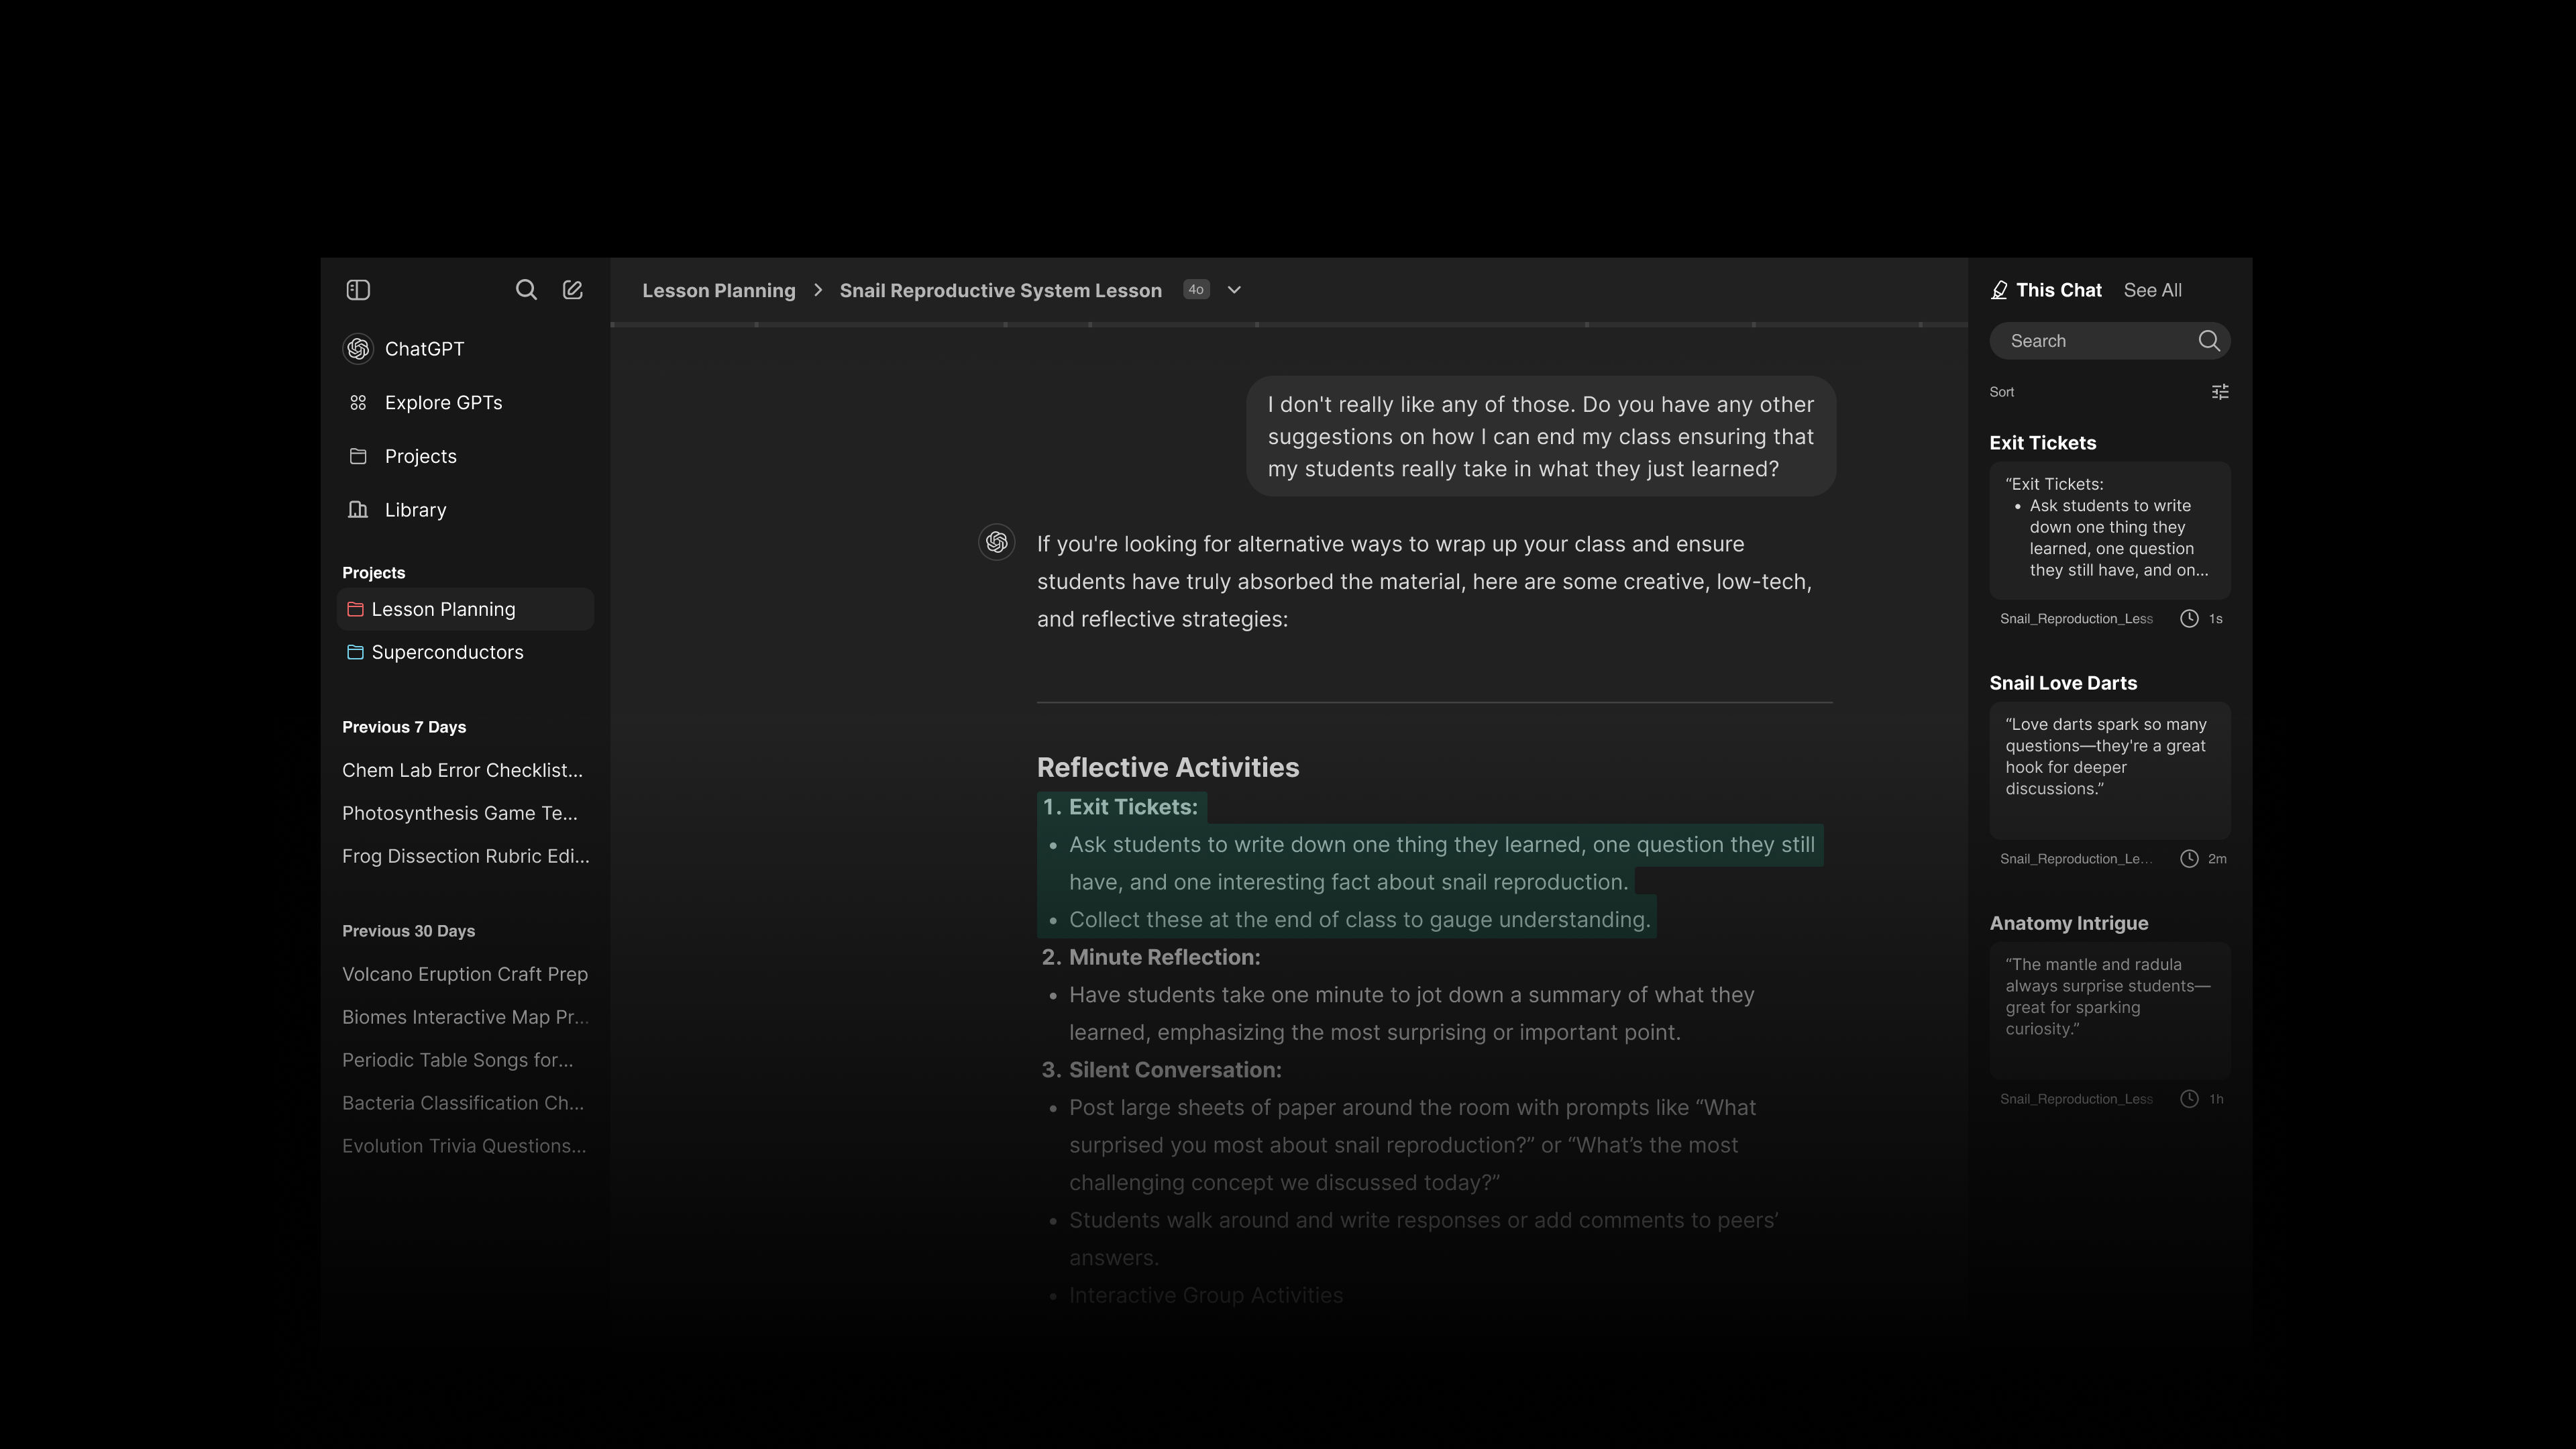 ChatGPT
Explore GPTs
Projects
Library
Projects
Lesson Planning
Superconductors
Previous 7 Days
Chem Lab Error Checklist...
Photosynthesis Game Te...
Frog Dissection Rubric Edi...
Previous 30 Days
Volcano Eruption Craft Prep
Biomes Interactive Map Pr...
Periodic Table Songs for...
Bacteria Classification Ch...
Evolution Trivia Questions...
Lesson Planning > Snail Reproductive System Lesson 4o
I don't really like any of those. Do you have any other
suggestions on how I can end my class ensuring that
my students really take in what they just learned?
If you're looking for alternative ways to wrap up your class and ensure
students have truly absorbed the material, here are some creative, low-tech,
and reflective strategies:
Reflective Activities
1. Exit Tickets:
• Ask students to write down one thing they learned, one question they still
have, and one interesting fact about snail reproduction.
• Collect these at the end of class to gauge understanding.
2. Minute Reflection:
• Have students take one minute to jot down a summary of what they
learned, emphasizing the most surprising or important point.
3. Silent Conversation:
• Post large sheets of paper around the room with prompts like “What
surprised you most about snail reproduction?” or “What’s the most
challenging concept we discussed today?”
• Students walk around and write responses or add comments to peers’
answers.
• Interactive Group Activities
This Chat See All
Search
Sort
Exit Tickets
“Exit Tickets:
• Ask students to write
down one thing they
learned, one question
they still have, and on...
Snail_Reproduction_Less 1s
Snail Love Darts
“Love darts spark so many
questions—they're a great
hook for deeper
discussions.”
Snail_Reproduction_Le... 2m
Anatomy Intrigue
“The mantle and radula
always surprise students—
great for sparking
curiosity.”
Snail_Reproduction_Less 1h